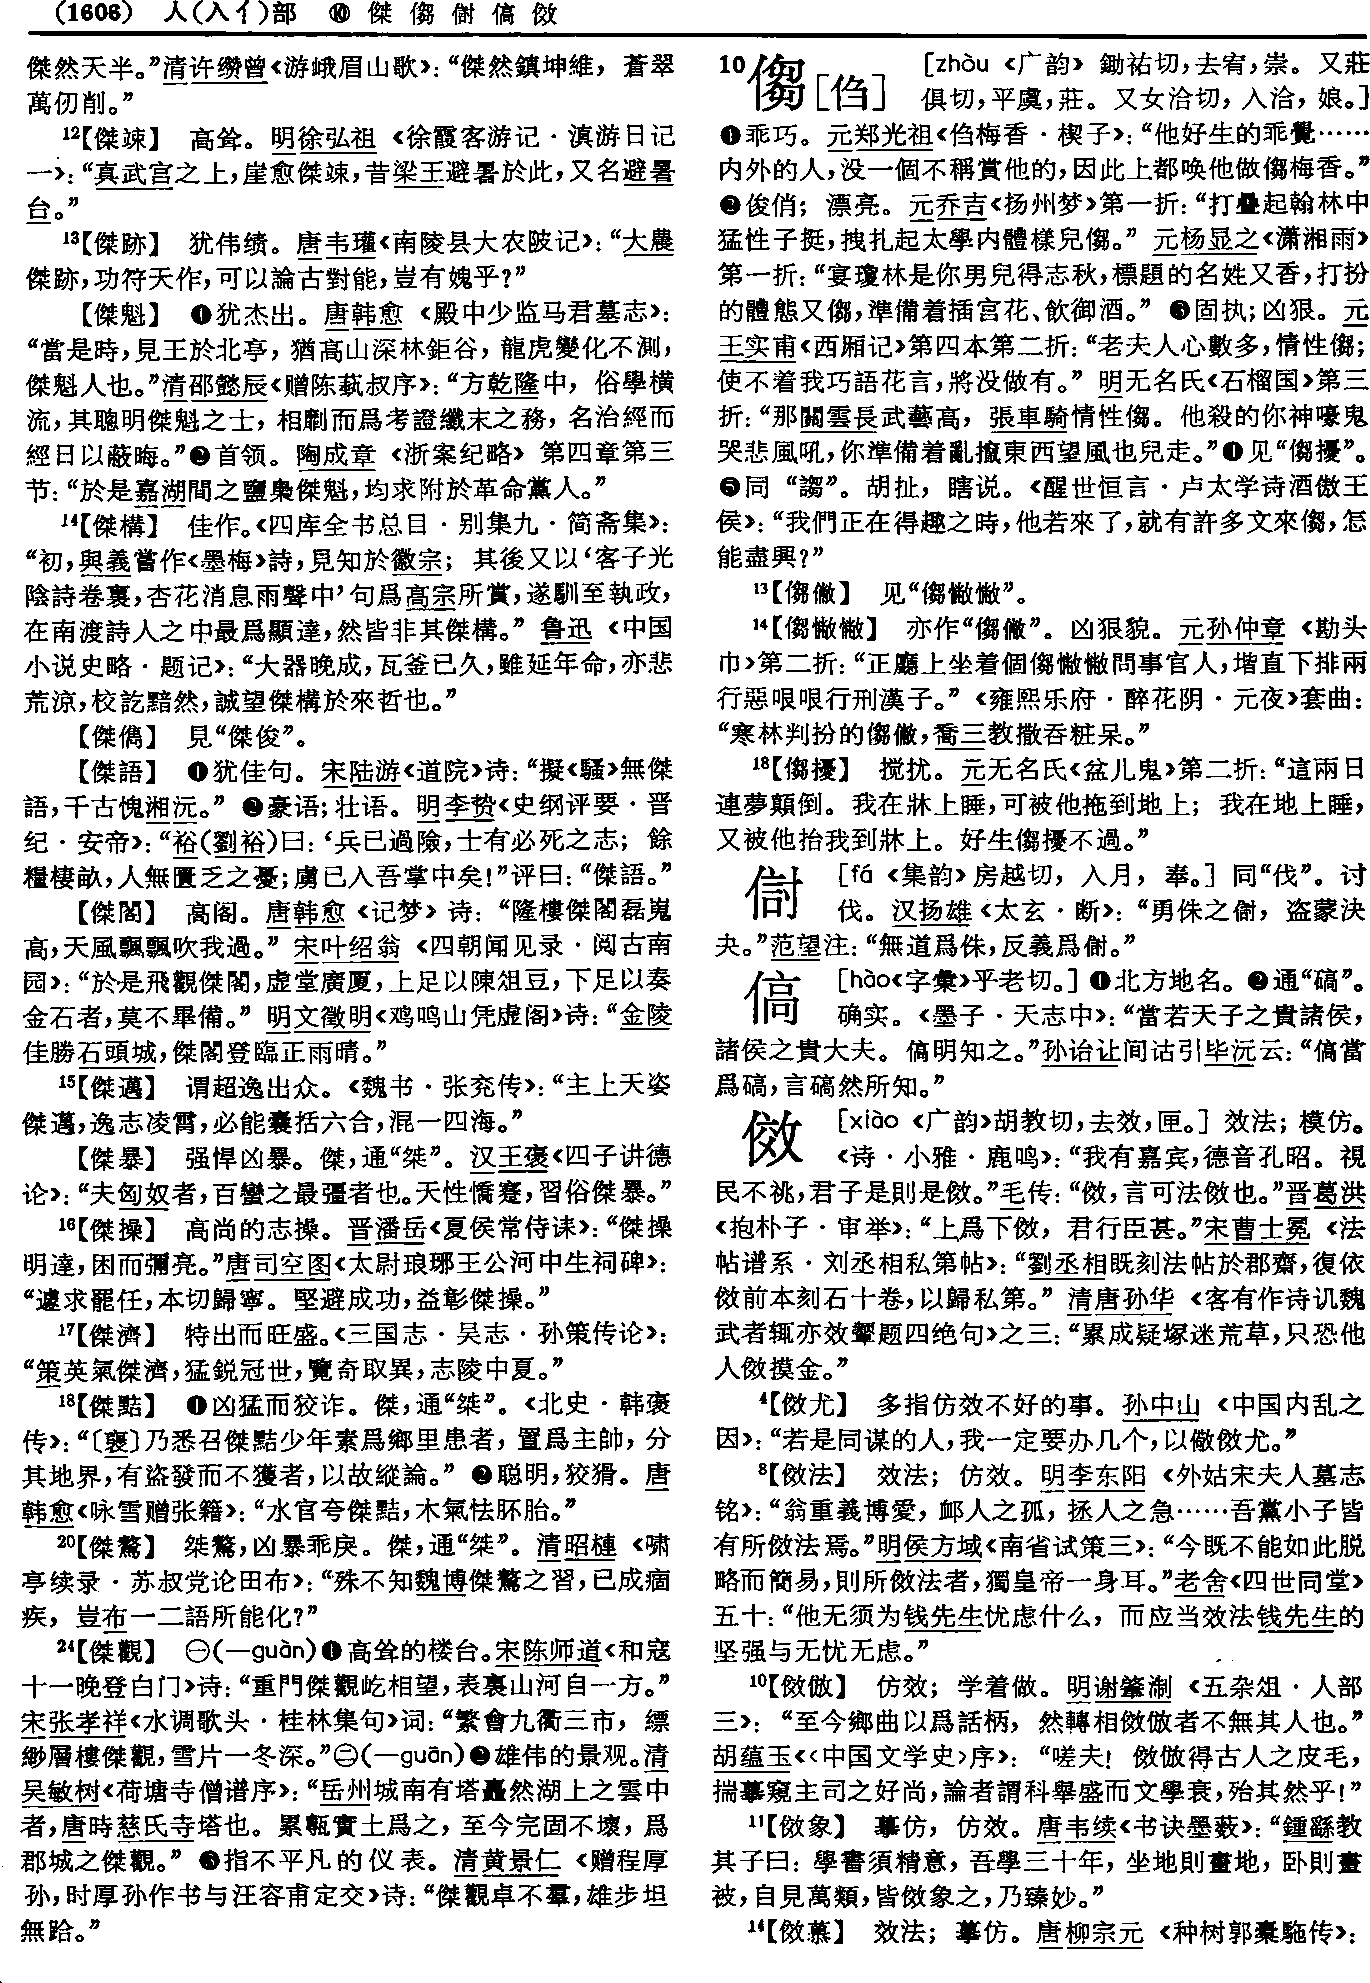 (1606) 人(入亻)部 ⑩ 傑㑳傠傐傚
傑然天半。”清许缵曾《游峨眉山歌》：“傑然鎮坤維，蒼翠
萬仞削。”
12【傑竦】 高耸。明徐弘祖《徐霞客游记·滇游日记
一》：“真武宫之上，崖愈傑竦，昔梁王避暑於此，又名避暑
台。”
13【傑跡】 犹伟绩。唐韦瓘《南陵县大农陂记》：“大農
傑跡，功符天作，可以論古對能，豈有媿乎？”
【傑魁】 ❶犹杰出。唐韩愈《殿中少监马君墓志》：
“當是時，見王於北亭，猶高山深林鉅谷，龍虎變化不測，
傑魁人也。”清邵懿辰《赠陈蓺叔序》：“方乾隆中，俗學横
流，其聰明傑魁之士，相剸而爲考證纖末之務，名治經而
經日以蔽晦。”❷首领。陶成章《浙案纪略》第四章第三
节：“於是嘉湖間之鹽梟傑魁，均求附於革命黨人。”
14【傑構】 佳作。《四库全书总目·别集九·简斋集》：
“初，與義嘗作《墨梅》詩，見知於徽宗；其後又以‘客子光
陰詩卷裏，杏花消息雨聲中’句爲高宗所賞，遂馴至執政，
在南渡詩人之中最爲顯達，然皆非其傑構。”鲁迅《中国
小说史略·题记》：“大器晚成，瓦釜已久，雖延年命，亦悲
荒涼，校訖黯然，誠望傑構於來哲也。”
【傑儁】 見“傑俊”。
【傑語】 ❶犹佳句。宋陆游《道院》诗：“擬《騷》無傑
語，千古愧湘沅。”❷豪语；壮语。明李贽《史纲评要·晋
纪·安帝》：“裕（劉裕）曰：‘兵已過險，士有必死之志；餘
糧棲畝，人無匱乏之憂；虜已入吾掌中矣！’”评曰：“傑語。”
【傑閣】 高阁。唐韩愈《记梦》诗：“隆樓傑閣磊嵬
高，天風飄飄吹我過。”宋叶绍翁《四朝闻见录·阅古南
园》：“於是飛觀傑閣，虚堂廣厦，上足以陳俎豆，下足以奏
金石者，莫不畢備。”明文徵明《鸡鸣山凭虚阁》诗：“金陵
佳勝石頭城，傑閣登臨正雨晴。”
15【傑邁】 谓超逸出众。《魏书·张兖传》：“主上天姿
傑邁，逸志凌霄，必能囊括六合，混一四海。”
【傑暴】 强悍凶暴。傑，通“桀”。汉王褒《四子讲德
论》：“夫匈奴者，百蠻之最彊者也。天性憍蹇，習俗傑暴。”
16【傑操】 高尚的志操。晋潘岳《夏侯常侍诔》：“傑操
明達，困而彌亮。”唐司空图《太尉琅琊王公河中生祠碑》：
“遽求罷任，本切歸寧。堅避成功，益彰傑操。”
17【傑濟】 特出而旺盛。《三国志·吴志·孙策传论》：
“策英氣傑濟，猛鋭冠世，覽奇取異，志陵中夏。”
18【傑黠】 ❶凶猛而狡诈。傑，通“桀”。《北史·韩褒
传》：“〔褒〕乃悉召傑黠少年素爲鄉里患者，置爲主帥，分
其地界，有盜發而不獲者，以故縱論。”❷聪明，狡猾。唐
韩愈《咏雪赠张籍》：“水官夸傑黠，木氣怯胚胎。”
20【傑驁】 桀驁，凶暴乖戾。傑，通“桀”。清昭槤《啸
亭续录·苏叔党论田布》：“殊不知魏博傑驁之習，已成痼
疾，豈布一二語所能化？”
24【傑觀】 ㊀(—guàn)❶高耸的楼台。宋陈师道《和寇
十一晚登白门》诗：“重門傑觀屹相望，表裏山河自一方。”
宋张孝祥《水调歌头·桂林集句》词：“繁會九衢三市，縹
緲層樓傑觀，雪片一冬深。”㊁(—guān)❷雄伟的景观。清
吴敏树《荷塘寺僧谱序》：“岳州城南有塔矗然湖上之雲中
者，唐時慈氏寺塔也。累甎實土爲之，至今完固不壞，爲
郡城之傑觀。”❸指不平凡的仪表。清黄景仁《赠程厚
孙，时厚孙作书与汪容甫定交》诗：“傑觀卓不羣，雄步坦
無跲。”
10㑳[㑇] [zhòu《广韵》鋤祐切，去宥，崇。又莊
俱切，平虞，莊。又女洽切，入洽，娘。]
❶乖巧。元郑光祖《㑇梅香·楔子》：“他好生的乖覺……
内外的人，没一個不稱賞他的，因此上都唤他做㑳梅香。”
❷俊俏；漂亮。元乔吉《扬州梦》第一折：“打疊起翰林中
猛性子挺，拽扎起太學内體樣兒㑳。”元杨显之《潇湘雨》
第一折：“宴瓊林是你男兒得志秋，標題的名姓又香，打扮
的體態又㑳，準備着插宫花、飲御酒。”❸固执；凶狠。元
王实甫《西厢记》第四本第二折：“老夫人心數多，情性㑳；
使不着我巧語花言，將没做有。”明无名氏《石榴园》第三
折：“那關雲長武藝高，張車騎情性㑳。他殺的你神嚎鬼
哭悲風吼，你準備着亂攛東西望風也兒走。”❹见“㑳擾”。
❺同“謅”。胡扯，瞎说。《醒世恒言·卢太学诗酒傲王
侯》：“我們正在得趣之時，他若來了，就有許多文來㑳，怎
能盡興？”
13【㑳㒐】 见“㑳憋憋”。
14【㑳憋憋】 亦作“㑳㒐”。凶狠貌。元孙仲章《勘头
巾》第二折：“正廳上坐着個㑳憋憋問事官人，堦直下排兩
行惡哏哏行刑漢子。”《雍熙乐府·醉花阴·元夜》套曲：
“寒林判扮的㑳㒐，喬三教撒吞粧呆。”
18【㑳擾】 搅扰。元无名氏《盆儿鬼》第二折：“這兩日
連夢顛倒。我在牀上睡，可被他拖到地上；我在地上睡，
又被他抬我到牀上。好生㑳擾不過。”
傠 [fá《集韵》房越切，入月，奉。] 同“伐”。讨
伐。汉扬雄《太玄·断》：“勇侏之傠，盗蒙決
夬。”范望注：“無道爲侏，反義爲傠。”
傐 [hào《字彙》乎老切。] ❶北方地名。❷通“碻”。
确实。《墨子·天志中》：“當若天子之貴諸侯，
諸侯之貴大夫。傐明知之。”孙诒让间诂引毕沅云：“傐當
爲碻，言碻然所知。”
傚 [xiào《广韵》胡教切，去效，匣。] 效法；模仿。
《诗·小雅·鹿鸣》：“我有嘉宾，德音孔昭。視
民不祧，君子是則是傚。”毛传：“傚，言可法傚也。”晋葛洪
《抱朴子·审举》：“上爲下傚，君行臣甚。”宋曹士冕《法
帖谱系·刘丞相私第帖》：“劉丞相既刻法帖於郡齋，復依
傚前本刻石十卷，以歸私第。”清唐孙华《客有作诗讥魏
武者辄亦效颦题四绝句》之三：“累成疑塚迷荒草，只恐他
人傚摸金。”
4【傚尤】 多指仿效不好的事。孙中山《中国内乱之
因》：“若是同谋的人，我一定要办几个，以儆傚尤。”
8【傚法】 效法；仿效。明李东阳《外姑宋夫人墓志
铭》：“翁重義博愛，卹人之孤，拯人之急……吾黨小子皆
有所傚法焉。”明侯方域《南省试策三》：“今既不能如此脱
略而簡易，則所傚法者，獨皇帝一身耳。”老舍《四世同堂》
五十：“他无须为钱先生忧虑什么，而应当效法钱先生的
坚强与无忧无虑。”
10【傚倣】 仿效；学着做。明谢肇淛《五杂俎·人部
三》：“至今鄉曲以爲話柄，然轉相傚倣者不無其人也。”
胡蕴玉《〈中国文学史〉序》：“嗟夫！傚倣得古人之皮毛，
揣摹窺主司之好尚，論者謂科舉盛而文學衰，殆其然乎！”
11【傚象】 摹仿，仿效。唐韦续《书诀墨薮》：“鍾繇教
其子曰：學書須精意，吾學三十年，坐地則畫地，卧則畫
被，自見萬類，皆傚象之，乃臻妙。”
14【傚慕】 效法；摹仿。唐柳宗元《种树郭橐駞传》：